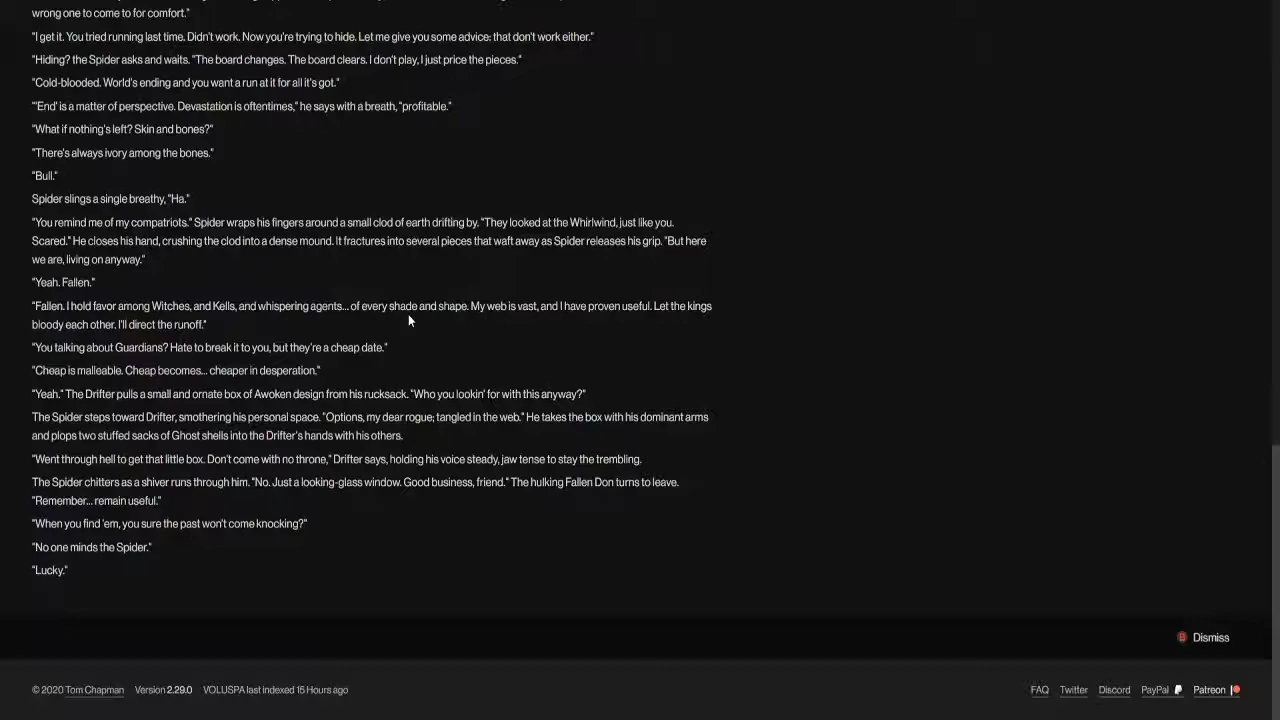 wrong one to come to for comfort."
"I get it. You tried running last time. Didn't work. Now you're trying to hide. Let me give you some advice: that don't work either."
"Hiding? the Spider asks and waits. "The board changes. The board clears. I don't play, I just price the pieces."
"Cold-blooded. World's ending and you want a run at it for all it's got."
"'End' is a matter of perspective. Devastation is oftentimes," he says with a breath, "profitable."
"What if nothing's left? Skin and bones?"
"There's always ivory among the bones."
"Bull."
Spider slings a single breathy, "Ha."
"You remind me of my compatriots." Spider wraps his fingers around a small clod of earth drifting by. "They looked at the Whirlwind, just like you.
Scared." He closes his hand, crushing the clod into a dense mound. It fractures into several pieces that waft away as Spider releases his grip. "But here
we are, living on anyway."
"Yeah. Fallen."
"Fallen. I hold favor among Witches, and Kells, and whispering agents... of every shade and shape. My web is vast, and I have proven useful. Let the kings
bloody each other. I'll direct the runoff."
"You talking about Guardians? Hate to break it to you, but they're a cheap date."
"Cheap is malleable. Cheap becomes... cheaper in desperation."
"Yeah." The Drifter pulls a small and ornate box of Awoken design from his rucksack. "Who you lookin' for with this anyway?"
The Spider steps toward Drifter, smothering his personal space. "Options, my dear rogue; tangled in the web." He takes the box with his dominant arms
and plops two stuffed sacks of Ghost shells into the Drifter's hands with his others.
"Went through hell to get that little box. Don't come with no throne," Drifter says, holding his voice steady, jaw tense to stay the trembling.
The Spider chitters as a shiver runs through him. "No. Just a looking-glass window. Good business, friend." The hulking Fallen Don turns to leave.
"Remember... remain useful."
"When you find 'em, you sure the past won't come knocking?"
"No one minds the Spider."
"Lucky."
B Dismiss
© 2020 Tom Chapman Version 2.29.0 VOLUSPA last indexed 15 Hours ago FAQ Twitter Discord PayPal Patreon